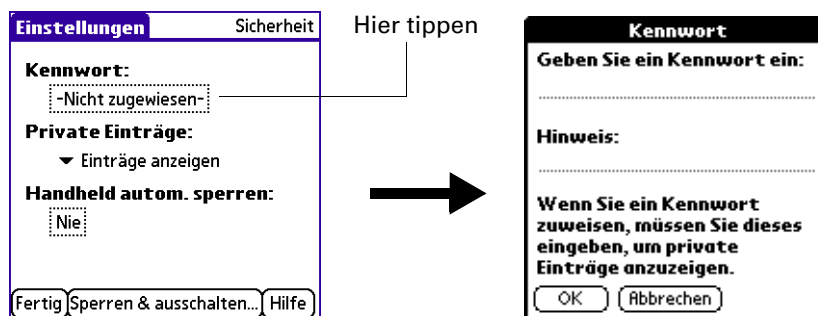 Einstellungen Sicherheit
Kennwort:
-Nicht zugewiesen-
Private Einträge:
Einträge anzeigen
Handheld autom. sperren:
Nie
Fertig Sperren & ausschalten... Hilfe
Hier tippen
Kennwort
Geben Sie ein Kennwort ein:
Hinweis:
Wenn Sie ein Kennwort
zuweisen, müssen Sie dieses
eingeben, um private
Einträge anzuzeigen.
OK Abbrechen